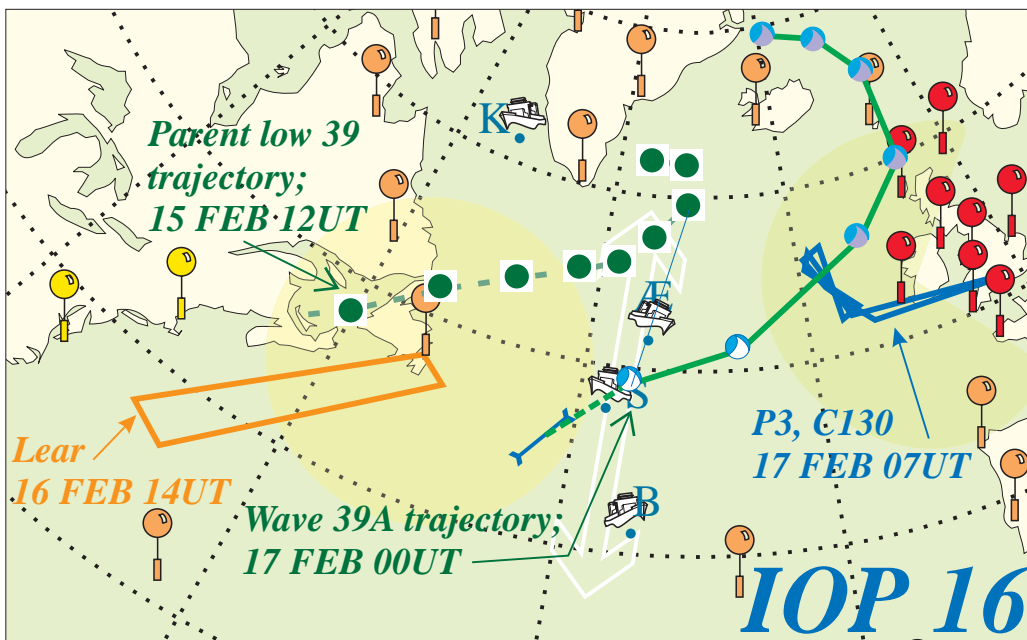 K
Parent low 39
trajectory;
15 FEB 12UT
Æ
S
P3, C130
17 FEB 07UT
Lear
16 FEB 14UT
B
Wave 39A trajectory;
17 FEB 00UT
IOP 16